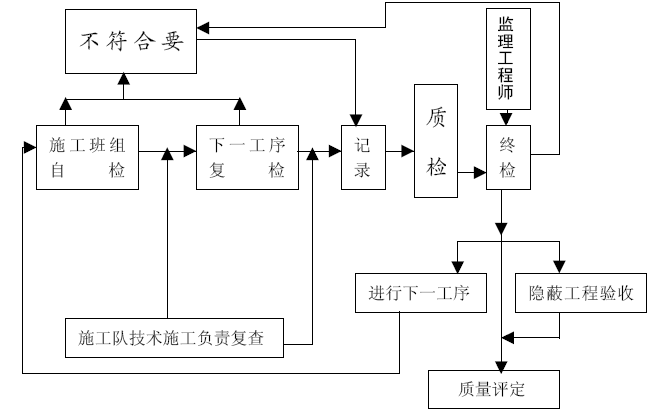 不符合要
监理工程师
施工班组
自检
下一工序
复检
记录
质检
终检
进行下一工序
隐蔽工程验收
施工队技术施工负责复查
质量评定